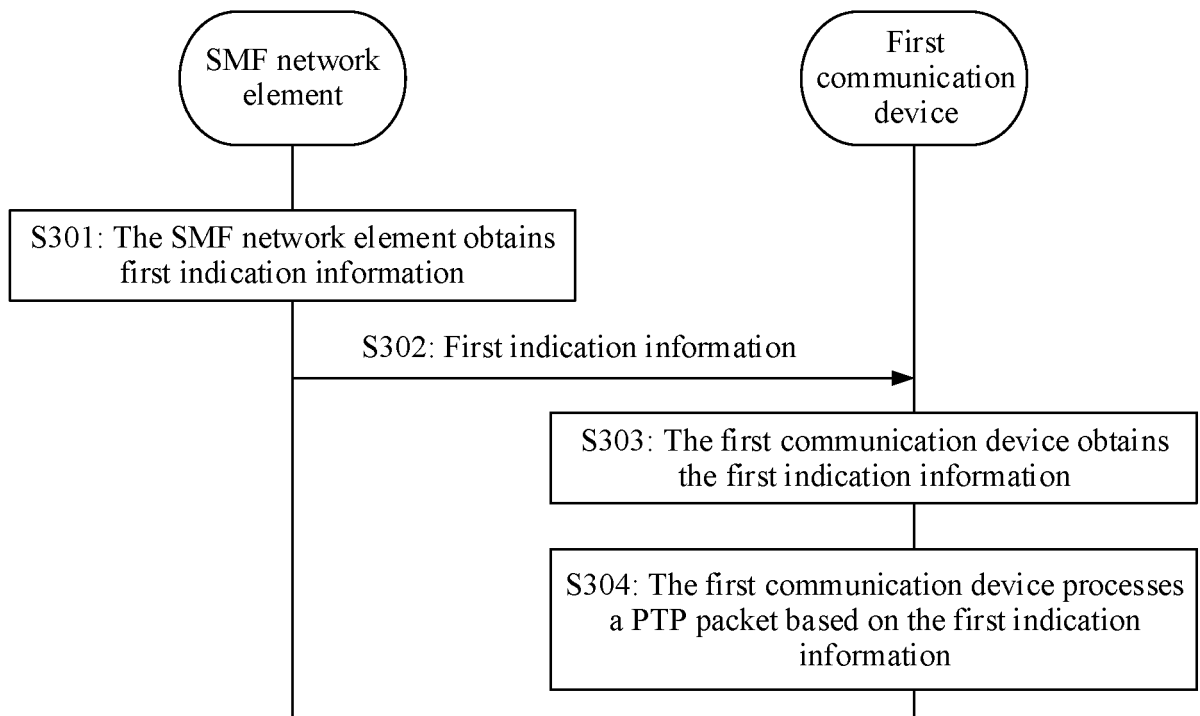 SMF network
element
First
communication
device
S301: The SMF network element obtains
first indication information
S302: First indication information
S303: The first communication device obtains
the first indication information
S304: The first communication device processes
a PTP packet based on the first indication
information